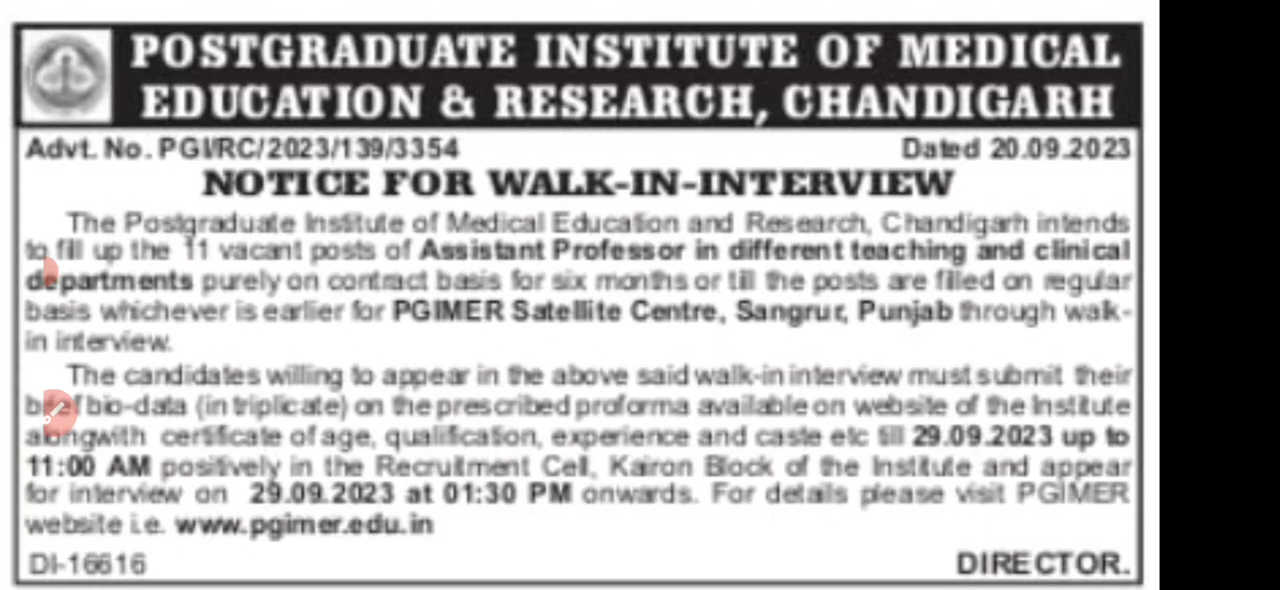 POSTGRADUATE INSTITUTE OF MEDICAL
EDUCATION & RESEARCH, CHANDIGARH
Advt. No. PGI/RC/2023/139/3354 Dated 20.09.2023
NOTICE FOR WALK-IN-INTERVIEW
The Postgraduate Institute of Medical Education and Research, Chandigarh intends
to fill up the 11 vacant posts of Assistant Professor in different teaching and clinical
departments purely on contract basis for six months or till the posts are filled on regular
basis whichever is earlier for PGIMER Satellite Centre, Sangrur, Punjab through walk-
in interview.
The candidates willing to appear in the above said walk-in interview must submit their
brief bio-data (in triplicate) on the prescribed proforma available on website of the Institute
alongwith certificate of age, qualification, experience and caste etc till 29.09.2023 up to
11:00 AM positively in the Recruitment Cell, Kairon Block of the Institute and appear
for interview on 29.09.2023 at 01:30 PM onwards. For details please visit PGIMER
website i.e. www.pgimer.edu.in
DI-16616 DIRECTOR.